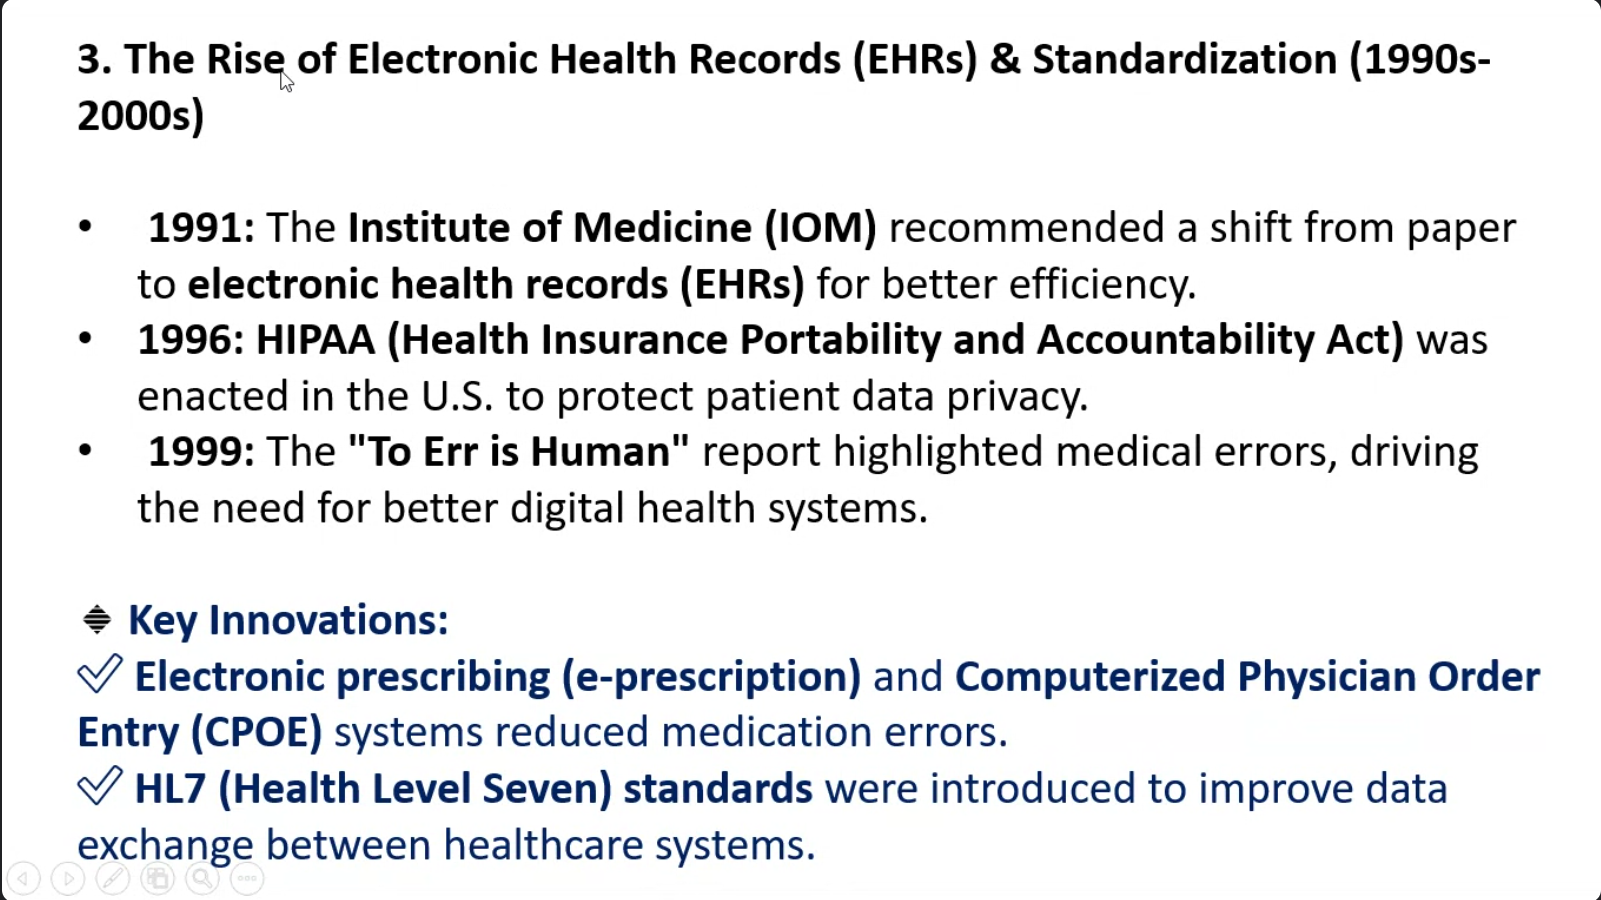 3. The Rise of Electronic Health Records (EHRs) & Standardization (1990s-
2000s)
• 1991: The Institute of Medicine (IOM) recommended a shift from paper
to electronic health records (EHRs) for better efficiency.
• 1996: HIPAA (Health Insurance Portability and Accountability Act) was
enacted in the U.S. to protect patient data privacy.
• 1999: The "To Err is Human" report highlighted medical errors, driving
the need for better digital health systems.
Key Innovations:
Electronic prescribing (e-prescription) and Computerized Physician Order
Entry (CPOE) systems reduced medication errors.
HL7 (Health Level Seven) standards were introduced to improve data
exchange between healthcare systems.